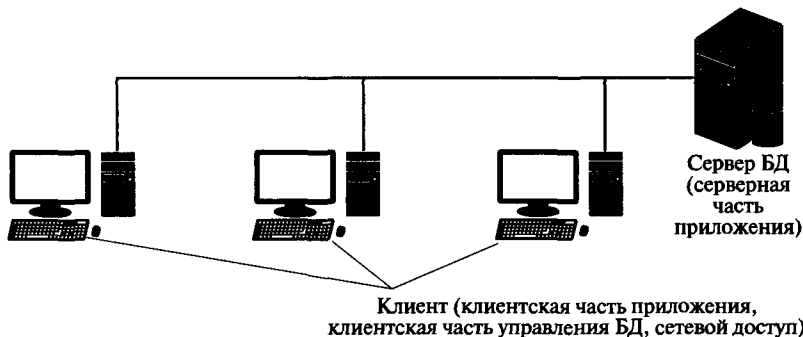 Сервер БД
(серверная
часть
приложения)
Клиент (клиентская часть приложения,
клиентская часть управления БД, сетевой доступ)